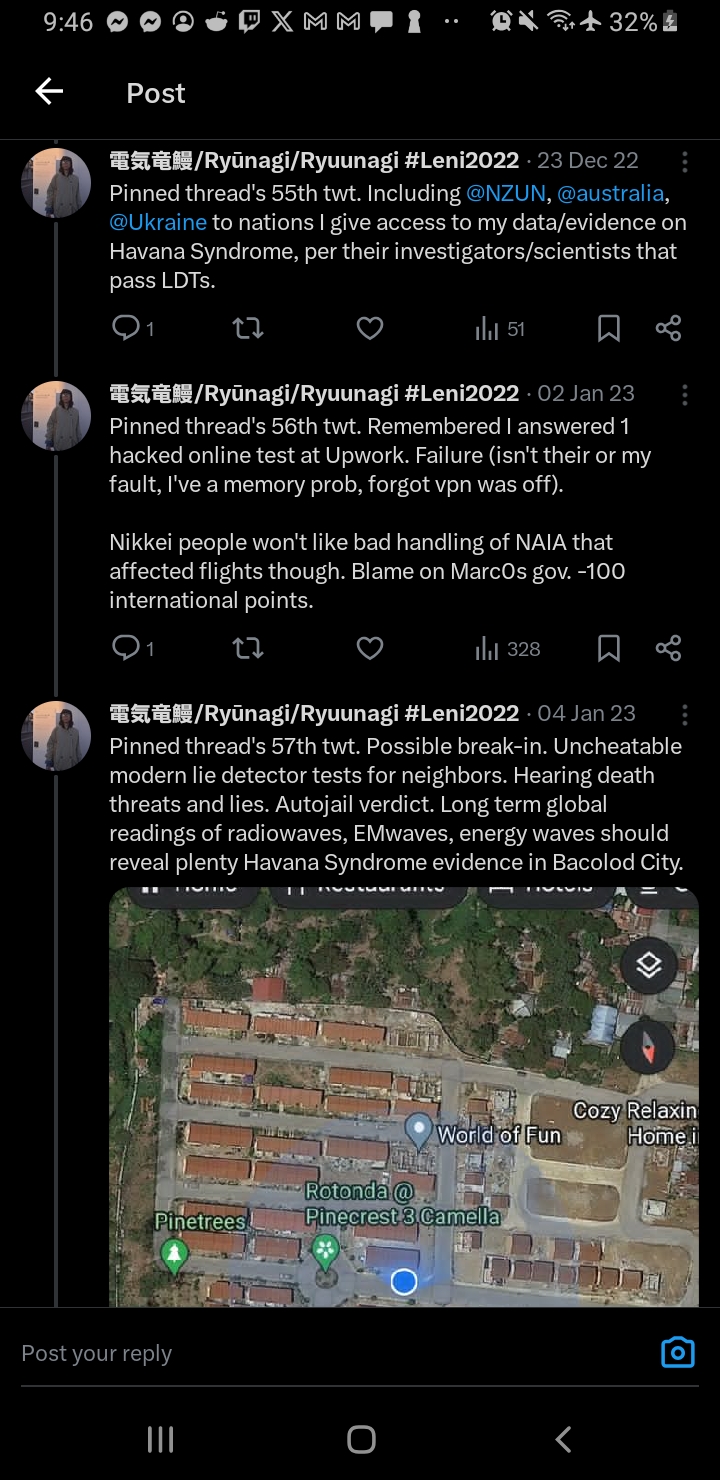 9:46
32%
Post
電気竜鰻/Ryūnagi/Ryuunagi #Leni2022 · 23 Dec 22
Pinned thread's 55th twt. Including @NZUN, @australia,
@Ukraine to nations I give access to my data/evidence on
Havana Syndrome, per their investigators/scientists that
pass LDTs.
1
51
電気竜鰻/Ryūnagi/Ryuunagi #Leni2022 · 02 Jan 23
Pinned thread's 56th twt. Remembered I answered 1
hacked online test at Upwork. Failure (isn't their or my
fault, I've a memory prob, forgot vpn was off).
Nikkei people won't like bad handling of NAIA that
affected flights though. Blame on Marc0s gov. -100
international points.
1
328
電気竜鰻/Ryūnagi/Ryuunagi #Leni2022 · 04 Jan 23
Pinned thread's 57th twt. Possible break-in. Uncheatable
modern lie detector tests for neighbors. Hearing death
threats and lies. Autojail verdict. Long term global
readings of radiowaves, EMwaves, energy waves should
reveal plenty Havana Syndrome evidence in Bacolod City.
Home
Restaurants
Hotels
Cozy Relaxin
Home i
World of Fun
Rotonda @
Pinecrest 3 Camella
Pinetrees
Post your reply